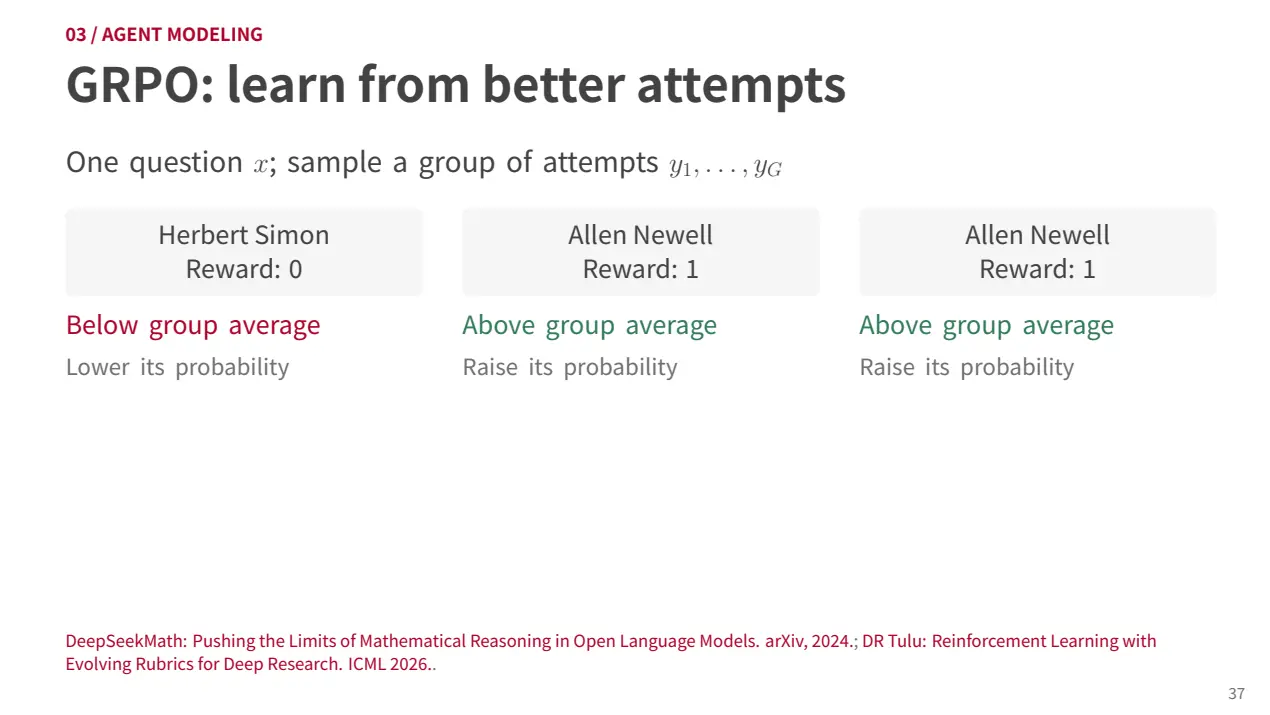 03 / AGENT MODELING
GRPO: learn from better attempts
One question x; sample a group of attempts y₁, . . . , y_G
Herbert Simon
Reward: 0
Below group average
Lower its probability
Allen Newell
Reward: 1
Above group average
Raise its probability
Allen Newell
Reward: 1
Above group average
Raise its probability
DeepSeekMath: Pushing the Limits of Mathematical Reasoning in Open Language Models. arXiv, 2024.; DR Tulu: Reinforcement Learning with
Evolving Rubrics for Deep Research. ICML 2026..
37